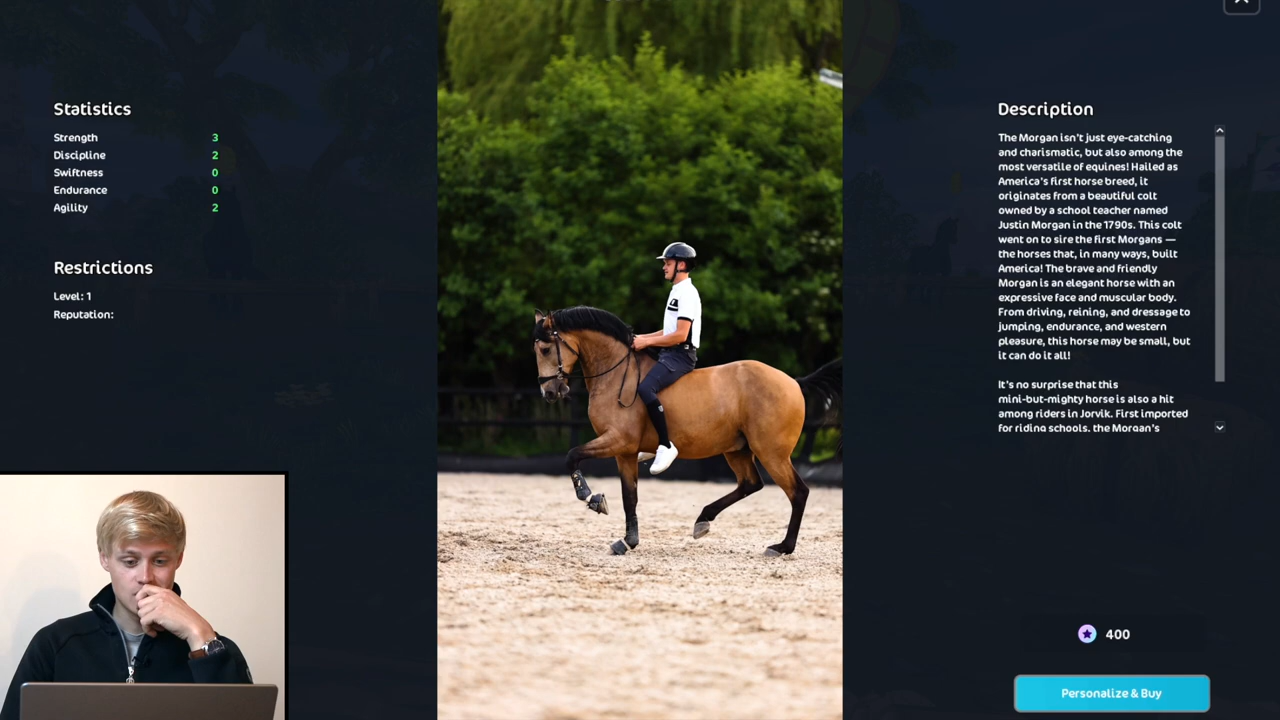 Statistics
Strength 3
Discipline 2
Swiftness 0
Endurance 0
Agility 2
Restrictions
Level: 1
Reputation:
Description
The Morgan isn't just eye-catching
and charismatic, but also among the
most versatile of equines! Hailed as
America's first horse breed, it
originates from a beautiful colt
owned by a school teacher named
Justin Morgan in the 1790s. This colt
went on to sire the first Morgans —
the horses that, in many ways, built
America! The brave and friendly
Morgan is an elegant horse with an
expressive face and muscular body.
From driving, reining, and dressage to
jumping, endurance, and western
pleasure, this horse may be small, but
it can do it all!
It's no surprise that this
mini-but-mighty horse is also a hit
among riders in Jorvik. First imported
for riding schools, the Morgan's
400
Personalize & Buy